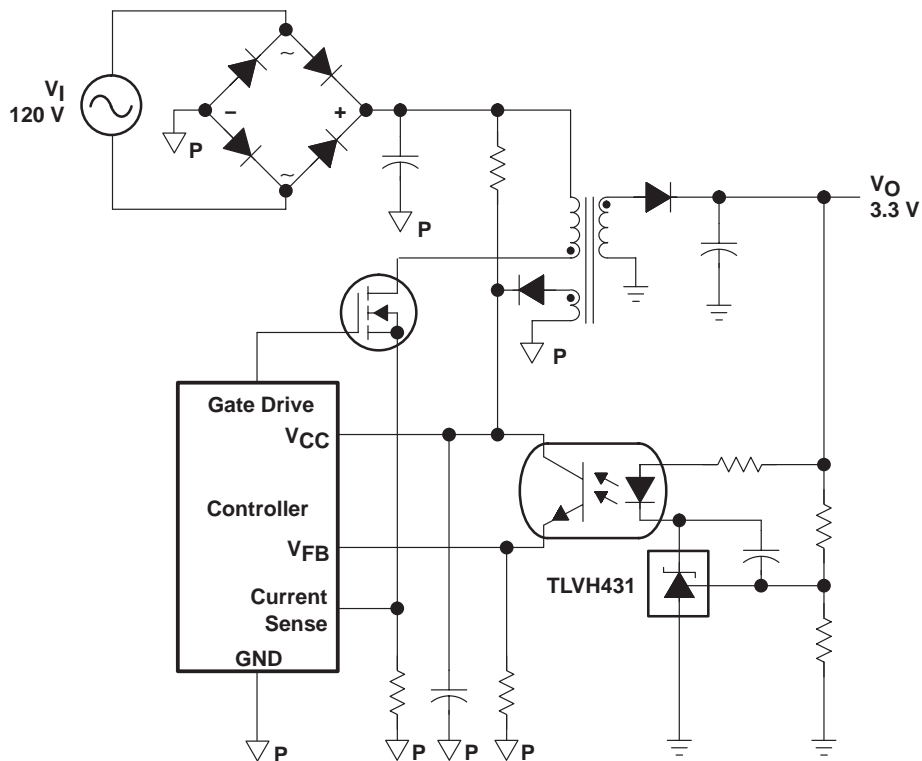 VI
120 V
~
–
+
~
P
P
VO
3.3 V
P
Gate Drive
VCC
Controller
VFB
TLVH431
Current
Sense
GND
P
P
P
P